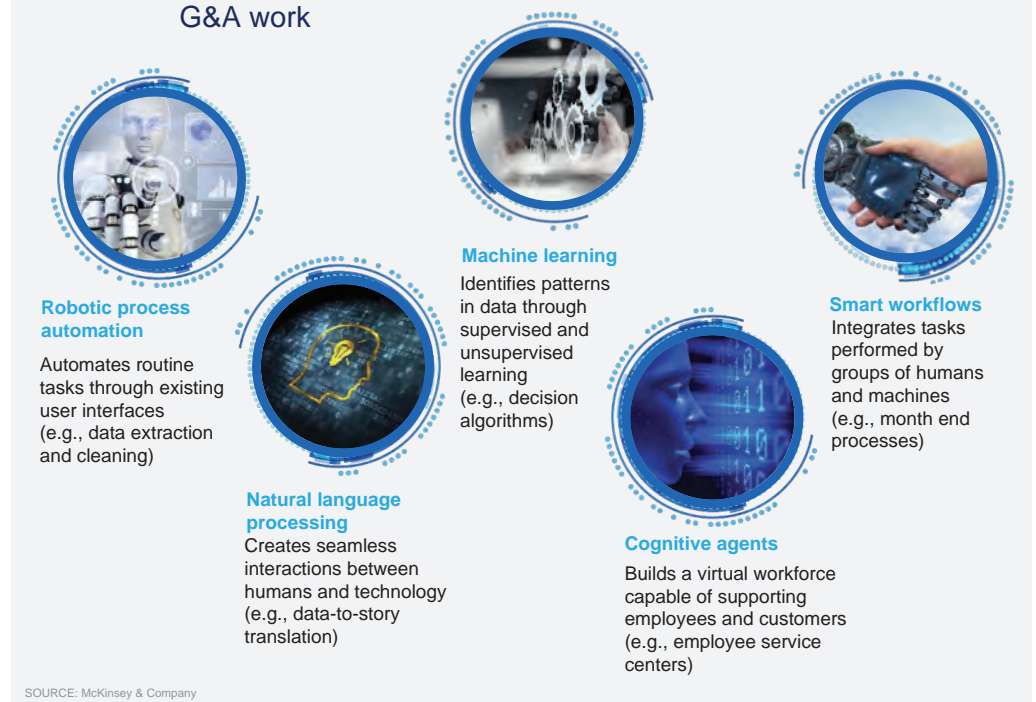 G&A work
Robotic process
automation
Automates routine
tasks through existing
user interfaces
(e.g., data extraction
and cleaning)
Natural language
processing
Creates seamless
interactions between
humans and technology
(e.g., data-to-story
translation)
Machine learning
Identifies patterns
in data through
supervised and
unsupervised
learning
(e.g., decision
algorithms)
Cognitive agents
Builds a virtual workforce
capable of supporting
employees and customers
(e.g., employee service
centers)
Smart workflows
Integrates tasks
performed by
groups of humans
and machines
(e.g., month end
processes)
SOURCE: McKinsey & Company